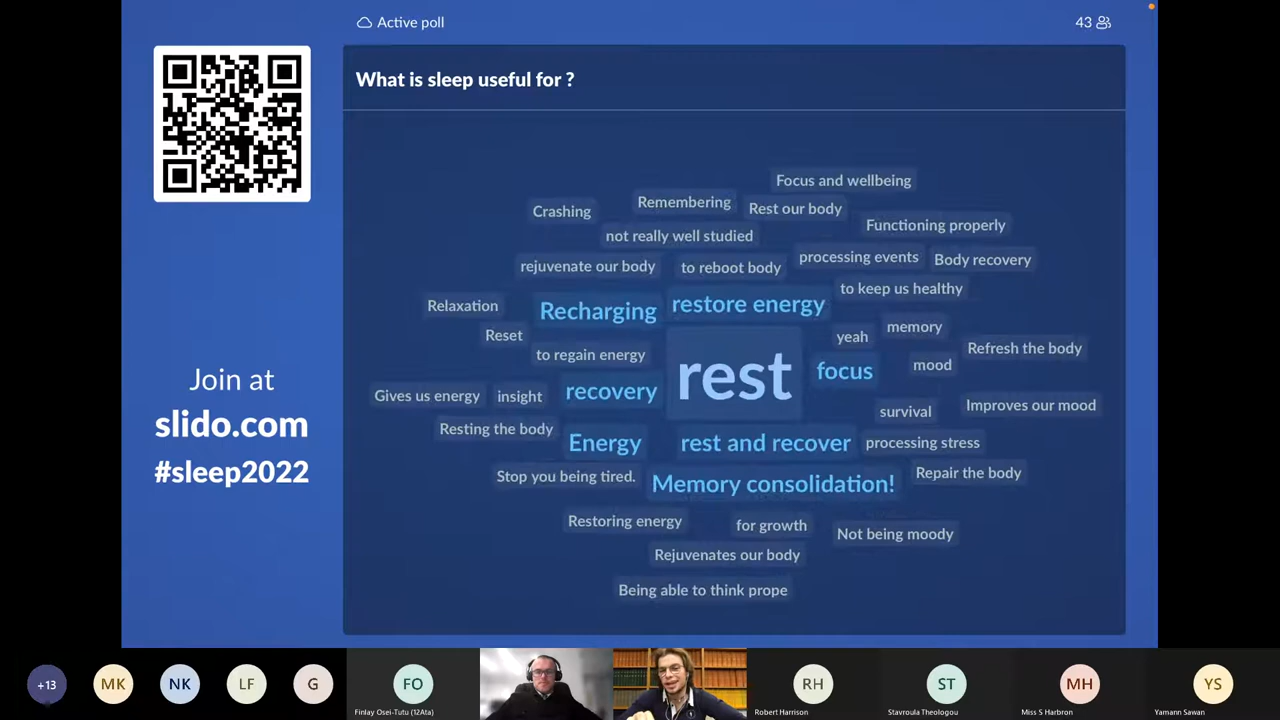 Active poll
43
What is sleep useful for ?
Focus and wellbeing
Remembering
Rest our body
Crashing
Functioning properly
not really well studied
processing events
Body recovery
rejuvenate our body
to reboot body
to keep us healthy
Relaxation
Recharging
restore energy
Reset
yeah
memory
Refresh the body
to regain energy
rest
focus
mood
Gives us energy
insight
recovery
survival
Improves our mood
Resting the body
Energy
rest and recover
processing stress
Stop you being tired.
Memory consolidation!
Repair the body
Restoring energy
for growth
Not being moody
Rejuvenates our body
Being able to think prope
Join at
slido.com
#sleep2022
+13
MK
NK
LF
G
FO
Finlay Osei-Tutu (12Ata)
RH
Robert Harrison
ST
Stavroula Theologou
MH
Miss S Harbron
YS
Yamann Sawan